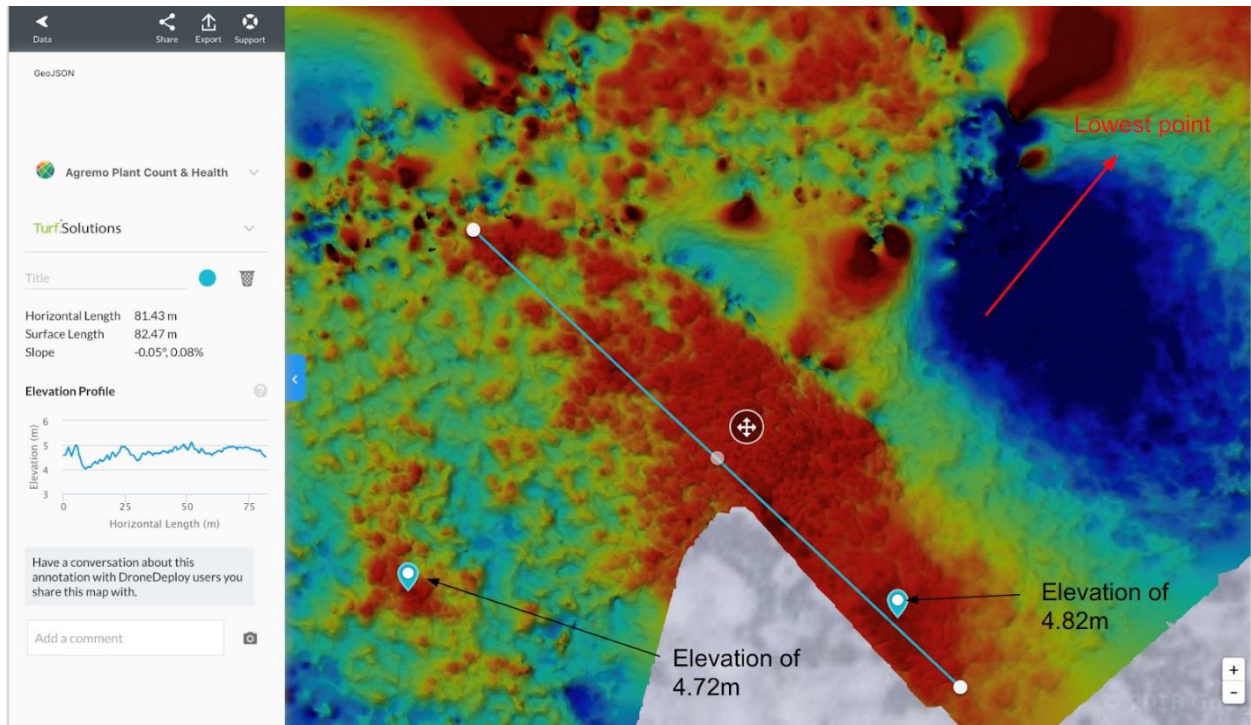 Data
Share
Export
Support
GeoJSON
Agremo Plant Count & Health
Turf Solutions
Title
Horizontal Length 81.43 m
Surface Length 82.47 m
Slope -0.05°, 0.08%
Elevation Profile
?
6
5
4
3
Elevation (m)
0 25 50 75
Horizontal Length (m)
Have a conversation about this
annotation with DroneDeploy users you
share this map with.
Add a comment
Lowest point
Elevation of
4.82m
Elevation of
4.72m
+
-